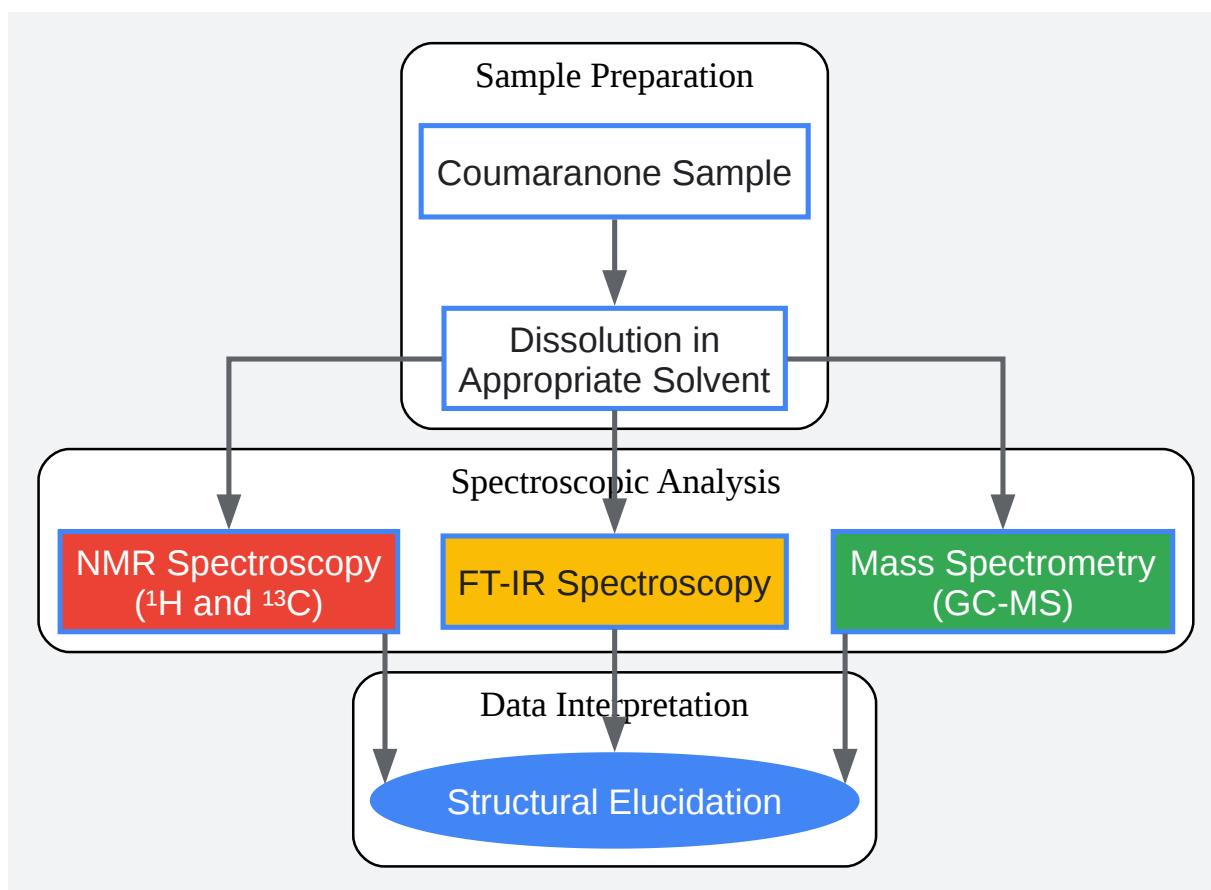 Sample Preparation
Coumaranone Sample
Dissolution in
Appropriate Solvent
Spectroscopic Analysis
NMR Spectroscopy
(¹H and ¹³C)
FT-IR Spectroscopy
Mass Spectrometry
(GC-MS)
Data Interpretation
Structural Elucidation